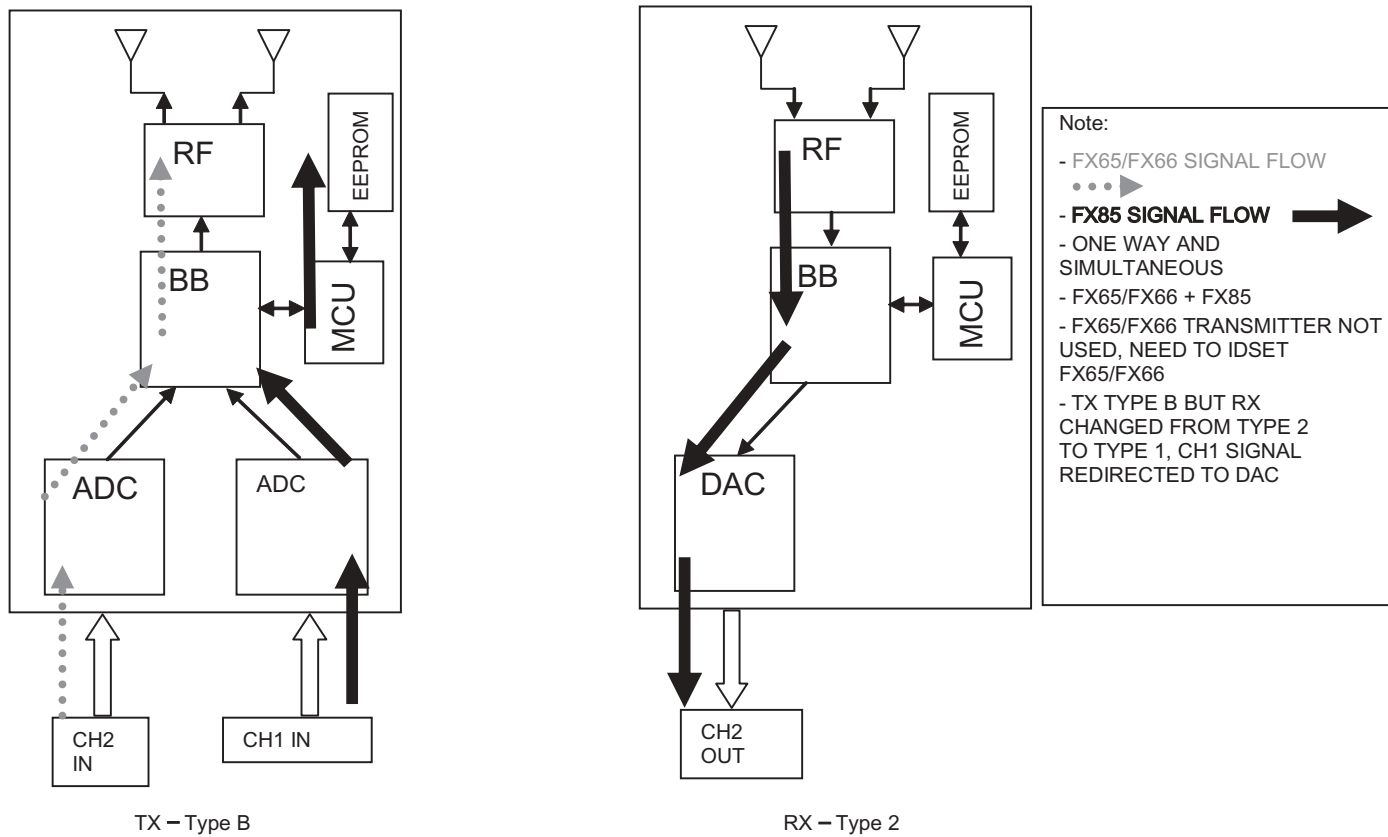 RF
EEPROM
BB
MCU
ADC
ADC
CH2
IN
CH1 IN
TX – Type B
RF
EEPROM
BB
MCU
DAC
CH2
OUT
RX – Type 2
Note:
- FX65/FX66 SIGNAL FLOW
- FX85 SIGNAL FLOW
- ONE WAY AND
SIMULTANEOUS
- FX65/FX66 + FX85
- FX65/FX66 TRANSMITTER NOT
USED, NEED TO IDSET
FX65/FX66
- TX TYPE B BUT RX
CHANGED FROM TYPE 2
TO TYPE 1, CH1 SIGNAL
REDIRECTED TO DAC